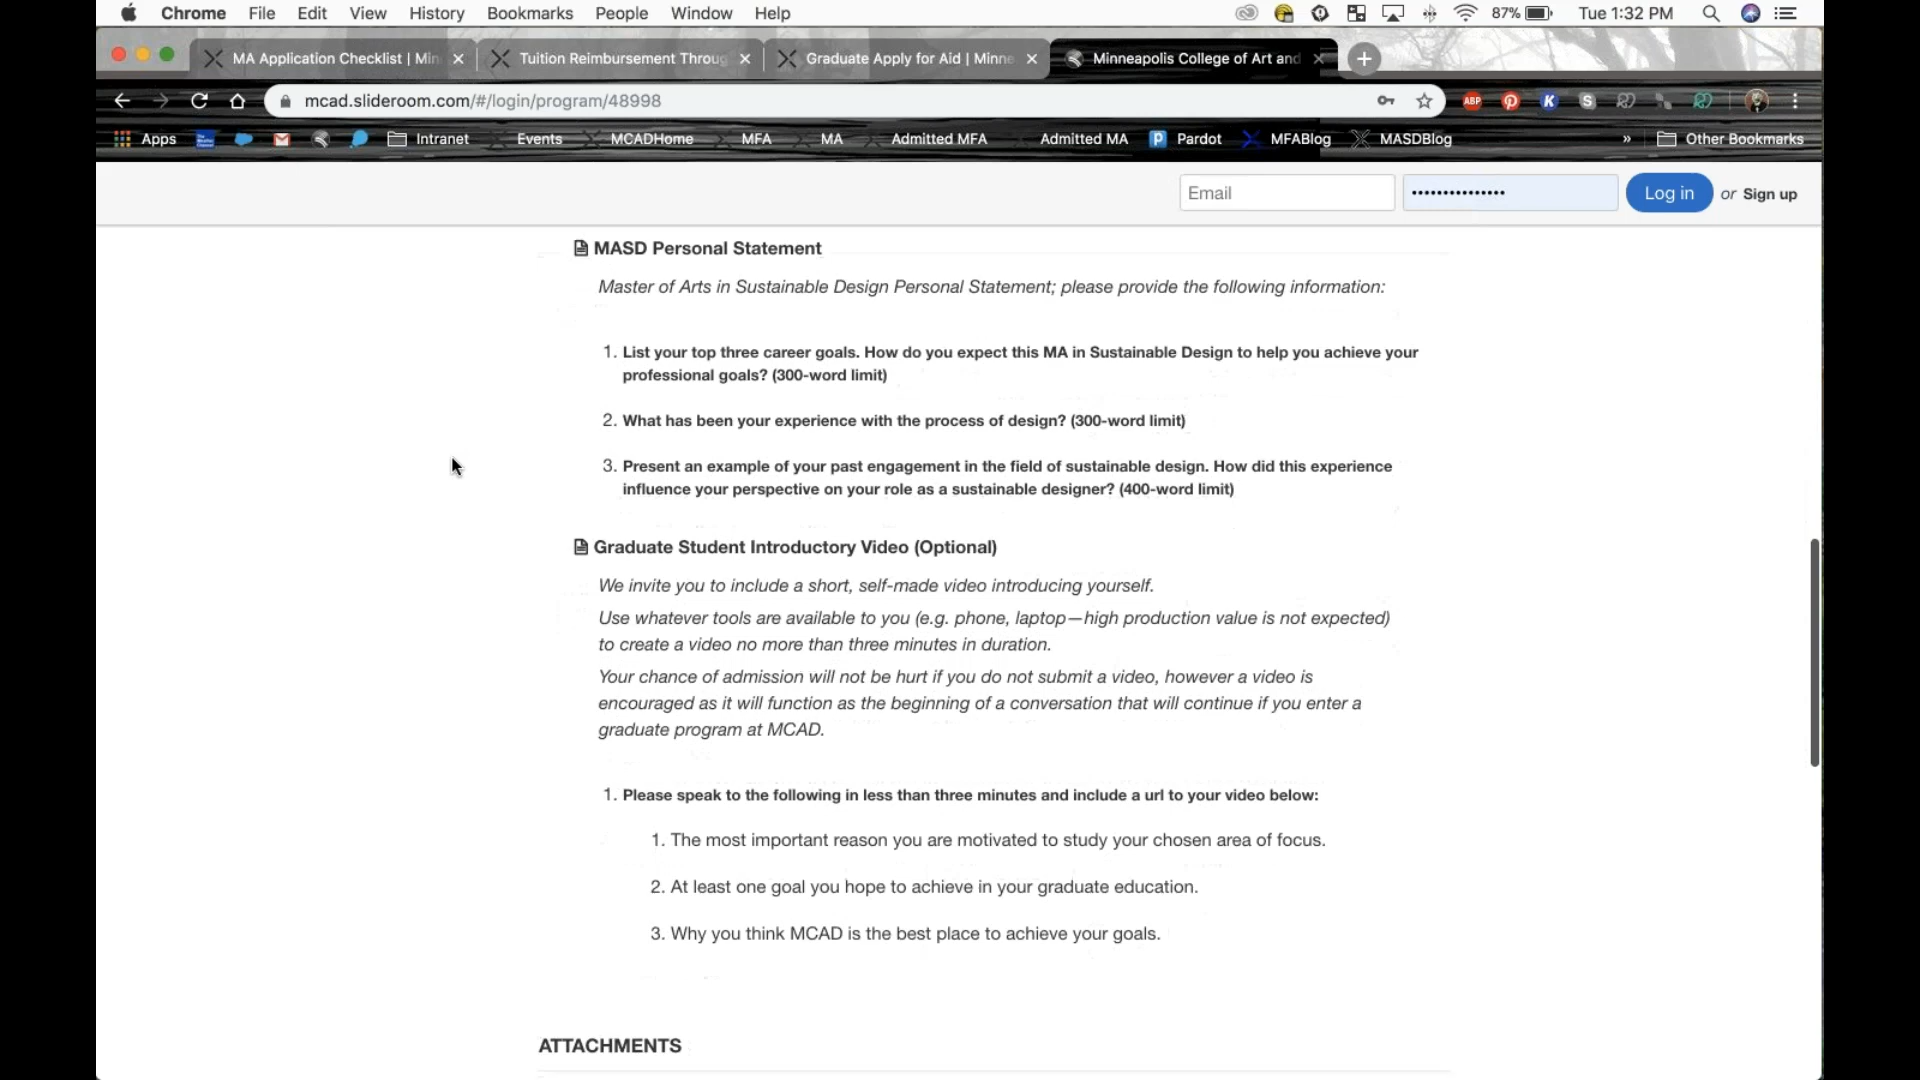 Chrome File Edit View History Bookmarks People Window Help 87% Tue 1:32 PM
MA Application Checklist | Min Tuition Reimbursement Throug Graduate Apply for Aid | Minne Minneapolis College of Art and
mcad.slideroom.com/#/login/program/48998 ABP K S
Apps Intranet Events MCADHome MFA MA Admitted MFA Admitted MA P Pardot MFABlog MASDBlog » Other Bookmarks
Email ••••••••••••••• Log in or Sign up
MASD Personal Statement
Master of Arts in Sustainable Design Personal Statement; please provide the following information:
1. List your top three career goals. How do you expect this MA in Sustainable Design to help you achieve your
professional goals? (300-word limit)
2. What has been your experience with the process of design? (300-word limit)
3. Present an example of your past engagement in the field of sustainable design. How did this experience
influence your perspective on your role as a sustainable designer? (400-word limit)
Graduate Student Introductory Video (Optional)
We invite you to include a short, self-made video introducing yourself.
Use whatever tools are available to you (e.g. phone, laptop—high production value is not expected)
to create a video no more than three minutes in duration.
Your chance of admission will not be hurt if you do not submit a video, however a video is
encouraged as it will function as the beginning of a conversation that will continue if you enter a
graduate program at MCAD.
1. Please speak to the following in less than three minutes and include a url to your video below:
1. The most important reason you are motivated to study your chosen area of focus.
2. At least one goal you hope to achieve in your graduate education.
3. Why you think MCAD is the best place to achieve your goals.
ATTACHMENTS